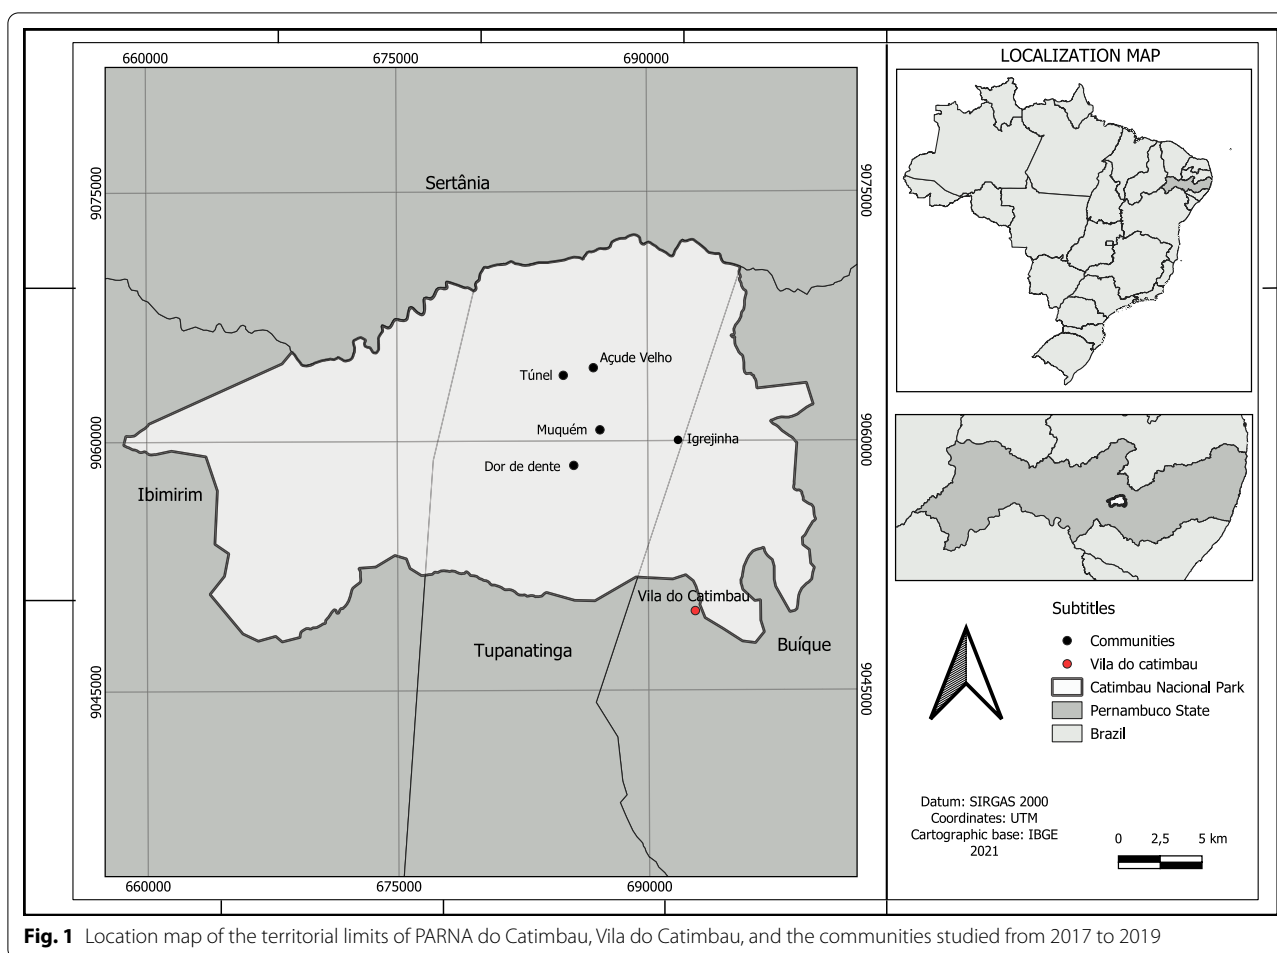 660000
675000
690000
LOCALIZATION MAP
Sertânia
9075000
9075000
Açude Velho
Túnel
Muquém
Igrejinha
9060000
9060000
Dor de dente
Ibimirim
Vila do Catimbau
Tupanatinga
Buíque
9045000
9045000
660000
675000
690000
Subtitles
Communities
Vila do catimbau
Catimbau National Park
Pernambuco State
Brazil
Datum: SIRGAS 2000
Coordinates: UTM
Cartographic base: IBGE
2021
0 2,5 5 km
Fig. 1 Location map of the territorial limits of PARNA do Catimbau, Vila do Catimbau, and the communities studied from 2017 to 2019